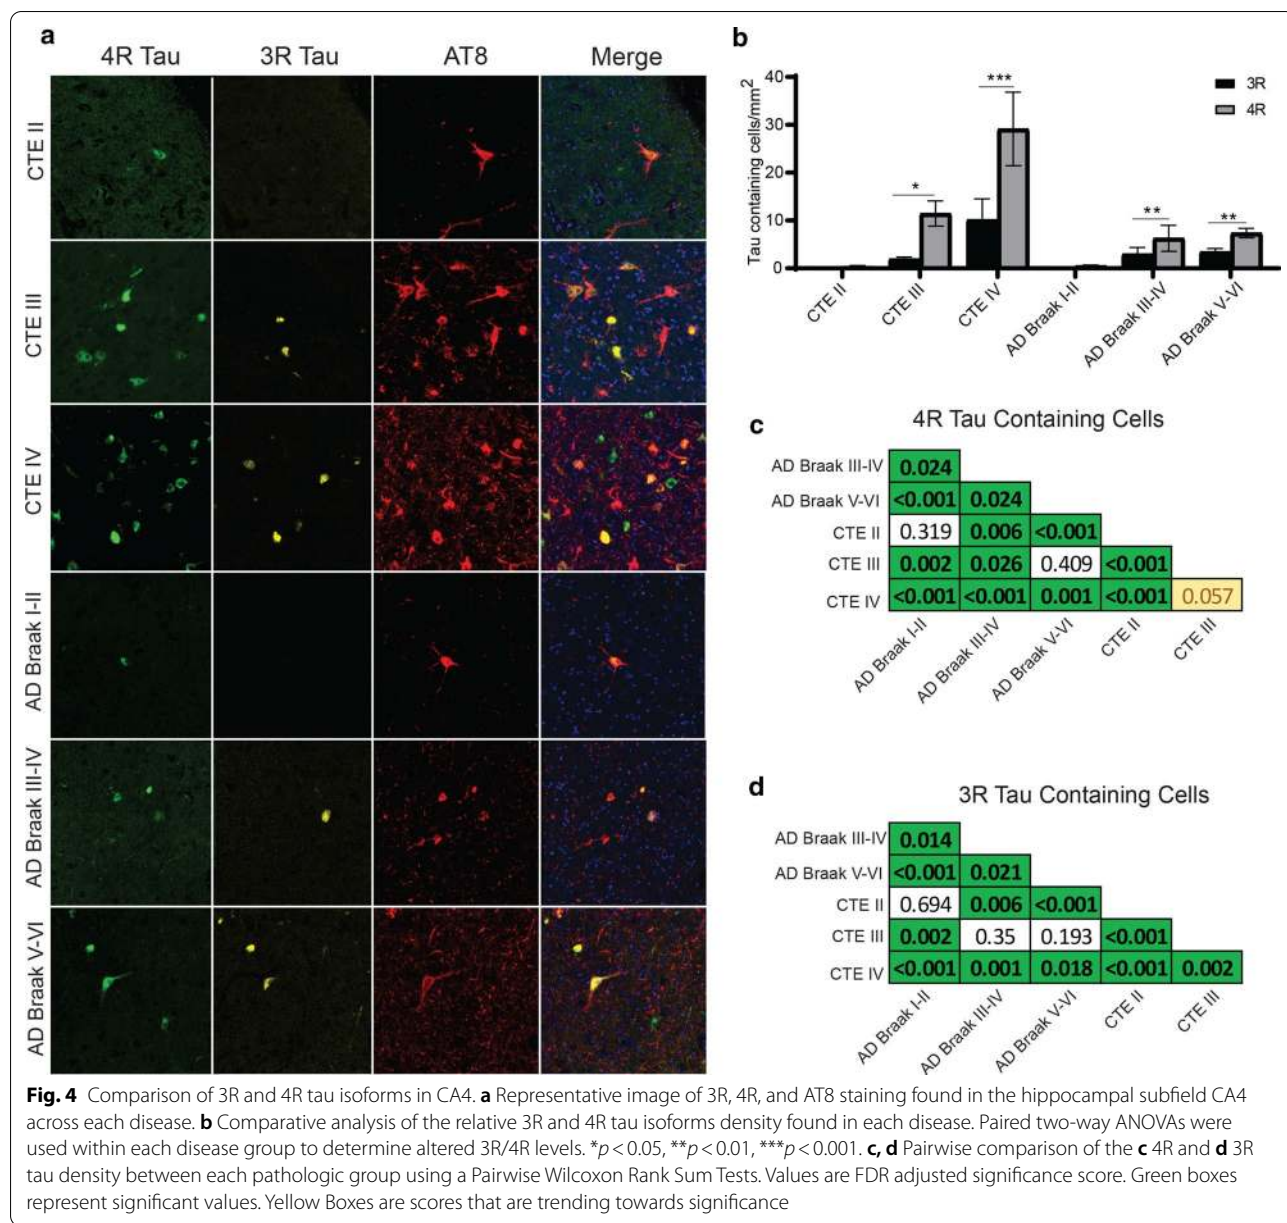 a
4R Tau 3R Tau AT8 Merge
CTE II
CTE III
CTE IV
AD Braak I-II
AD Braak III-IV
AD Braak V-VI
b
Tau containing cells/mm2
40
30
20
10
0
* *** ** **
3R
4R
CTE II CTE III CTE IV AD Braak I-II AD Braak III-IV AD Braak V-VI
c
4R Tau Containing Cells
AD Braak III-IV 0.024
AD Braak V-VI <0.001 0.024
CTE II 0.319 0.006 <0.001
CTE III 0.002 0.026 0.409 <0.001
CTE IV <0.001 <0.001 0.001 <0.001 0.057
AD Braak I-II AD Braak III-IV AD Braak V-VI CTE II CTE III
d
3R Tau Containing Cells
AD Braak III-IV 0.014
AD Braak V-VI <0.001 0.021
CTE II 0.694 0.006 <0.001
CTE III 0.002 0.35 0.193 <0.001
CTE IV <0.001 0.001 0.018 <0.001 0.002
AD Braak I-II AD Braak III-IV AD Braak V-VI CTE II CTE III
Fig. 4 Comparison of 3R and 4R tau isoforms in CA4. a Representative image of 3R, 4R, and AT8 staining found in the hippocampal subfield CA4
across each disease. b Comparative analysis of the relative 3R and 4R tau isoforms density found in each disease. Paired two-way ANOVAs were
used within each disease group to determine altered 3R/4R levels. *p < 0.05, **p < 0.01, ***p < 0.001. c, d Pairwise comparison of the c 4R and d 3R
tau density between each pathologic group using a Pairwise Wilcoxon Rank Sum Tests. Values are FDR adjusted significance score. Green boxes
represent significant values. Yellow Boxes are scores that are trending towards significance